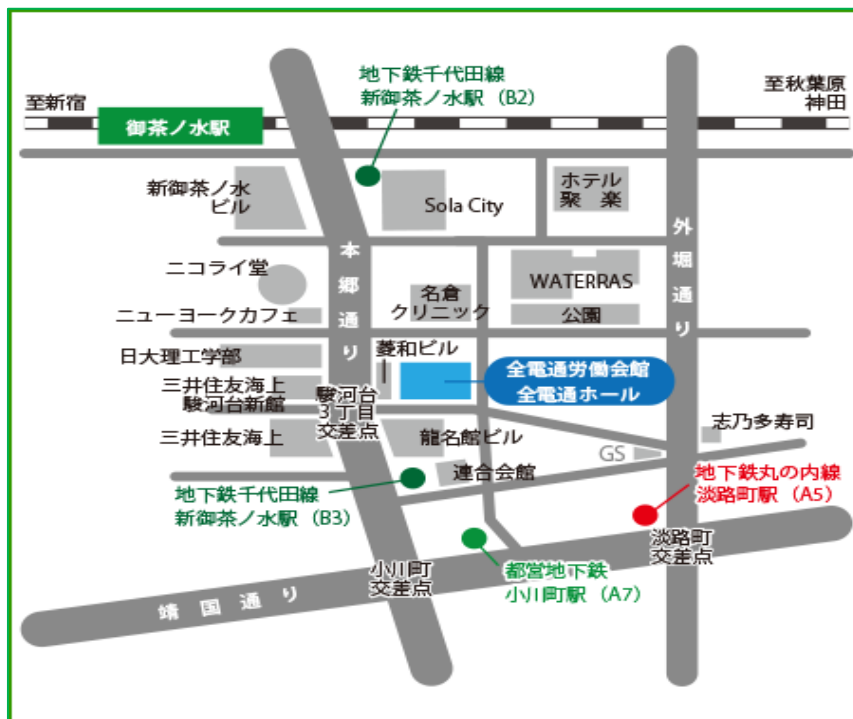 地下鉄千代田線
新御茶ノ水駅（B2）
至新宿
至秋葉原
神田
御茶ノ水駅
新御茶ノ水
ビル
Sola City
ホテル
聚楽
本郷通り
外堀通り
ニコライ堂
名倉
クリニック
WATERRAS
ニューヨークカフェ
公園
日大理工学部
菱和ビル
三井住友海上
駿河台新館
駿河台
3丁目
交差点
全電通労働会館
全電通ホール
三井住友海上
龍名館ビル
志乃多寿司
GS
連合会館
地下鉄千代田線
新御茶ノ水駅（B3）
地下鉄丸の内線
淡路町駅（A5）
淡路町
交差点
小川町
交差点
都営地下鉄
小川町駅（A7）
靖国通り